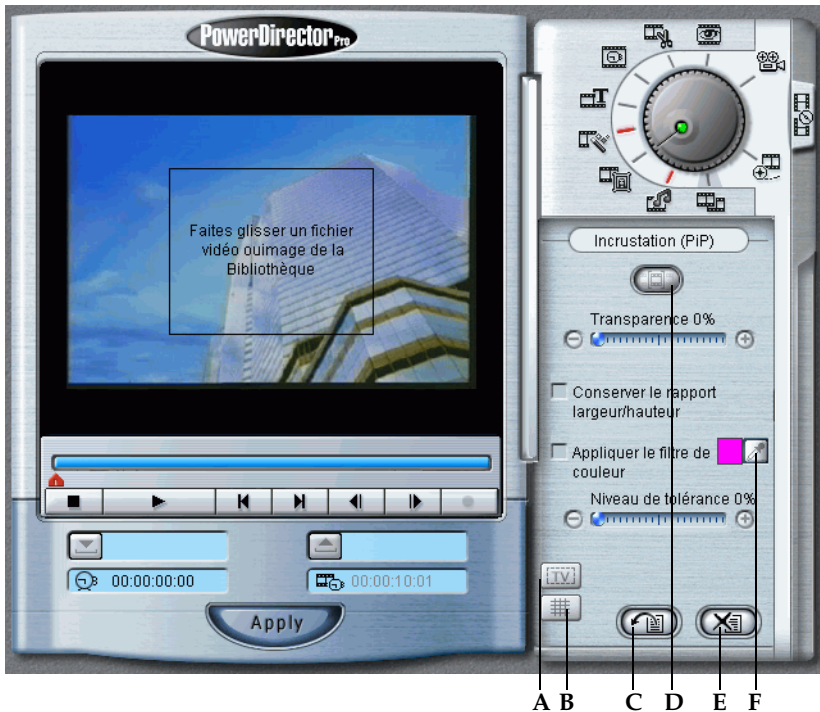 PowerDirector Pro
Faites glisser un fichier
vidéo ouimage de la
Bibliothèque
Incrustation (PiP)
Transparence 0%
Conserver le rapport
largeur/hauteur
Appliquer le filtre de
couleur
Niveau de tolérance 0%
00:00:00:00
00:00:10:01
TV
Apply
A B C D E F